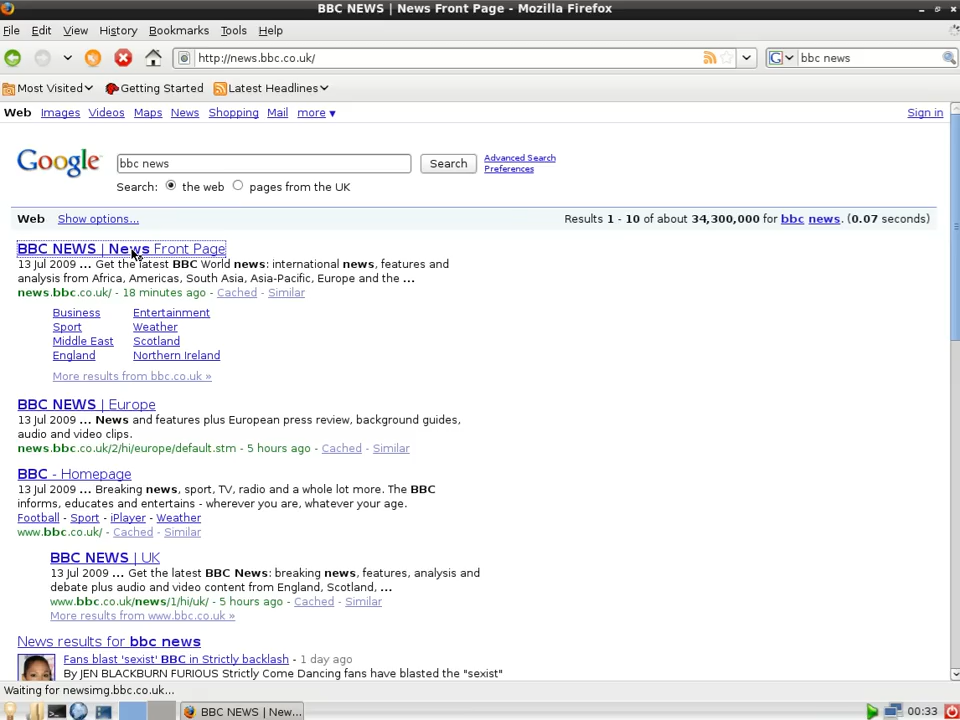 BBC NEWS | News Front Page - Mozilla Firefox
File Edit View History Bookmarks Tools Help
http://news.bbc.co.uk/
G bbc news
Most Visited Getting Started Latest Headlines
Web Images Videos Maps News Shopping Mail more ▼ Sign in
Google bbc news Search Advanced Search
Preferences
Search: the web pages from the UK
Web Show options... Results 1 - 10 of about 34,300,000 for bbc news. (0.07 seconds)
BBC NEWS | News Front Page
13 Jul 2009 ... Get the latest BBC World news: international news, features and
analysis from Africa, Americas, South Asia, Asia-Pacific, Europe and the ...
news.bbc.co.uk/ - 18 minutes ago - Cached - Similar
Business Entertainment
Sport Weather
Middle East Scotland
England Northern Ireland
More results from bbc.co.uk »
BBC NEWS | Europe
13 Jul 2009 ... News and features plus European press review, background guides,
audio and video clips.
news.bbc.co.uk/2/hi/europe/default.stm - 5 hours ago - Cached - Similar
BBC - Homepage
13 Jul 2009 ... Breaking news, sport, TV, radio and a whole lot more. The BBC
informs, educates and entertains - wherever you are, whatever your age.
Football - Sport - iPlayer - Weather
www.bbc.co.uk/ - Cached - Similar
BBC NEWS | UK
13 Jul 2009 ... Get the latest BBC News: breaking news, features, analysis and
debate plus audio and video content from England, Scotland, ...
www.bbc.co.uk/news/1/hi/uk/ - 5 hours ago - Cached - Similar
More results from www.bbc.co.uk »
News results for bbc news
Fans blast 'sexist' BBC in Strictly backlash - 1 day ago
By JEN BLACKBURN FURIOUS Strictly Come Dancing fans have blasted the "sexist"
Waiting for newsimg.bbc.co.uk...
BBC NEWS | New... 00:33